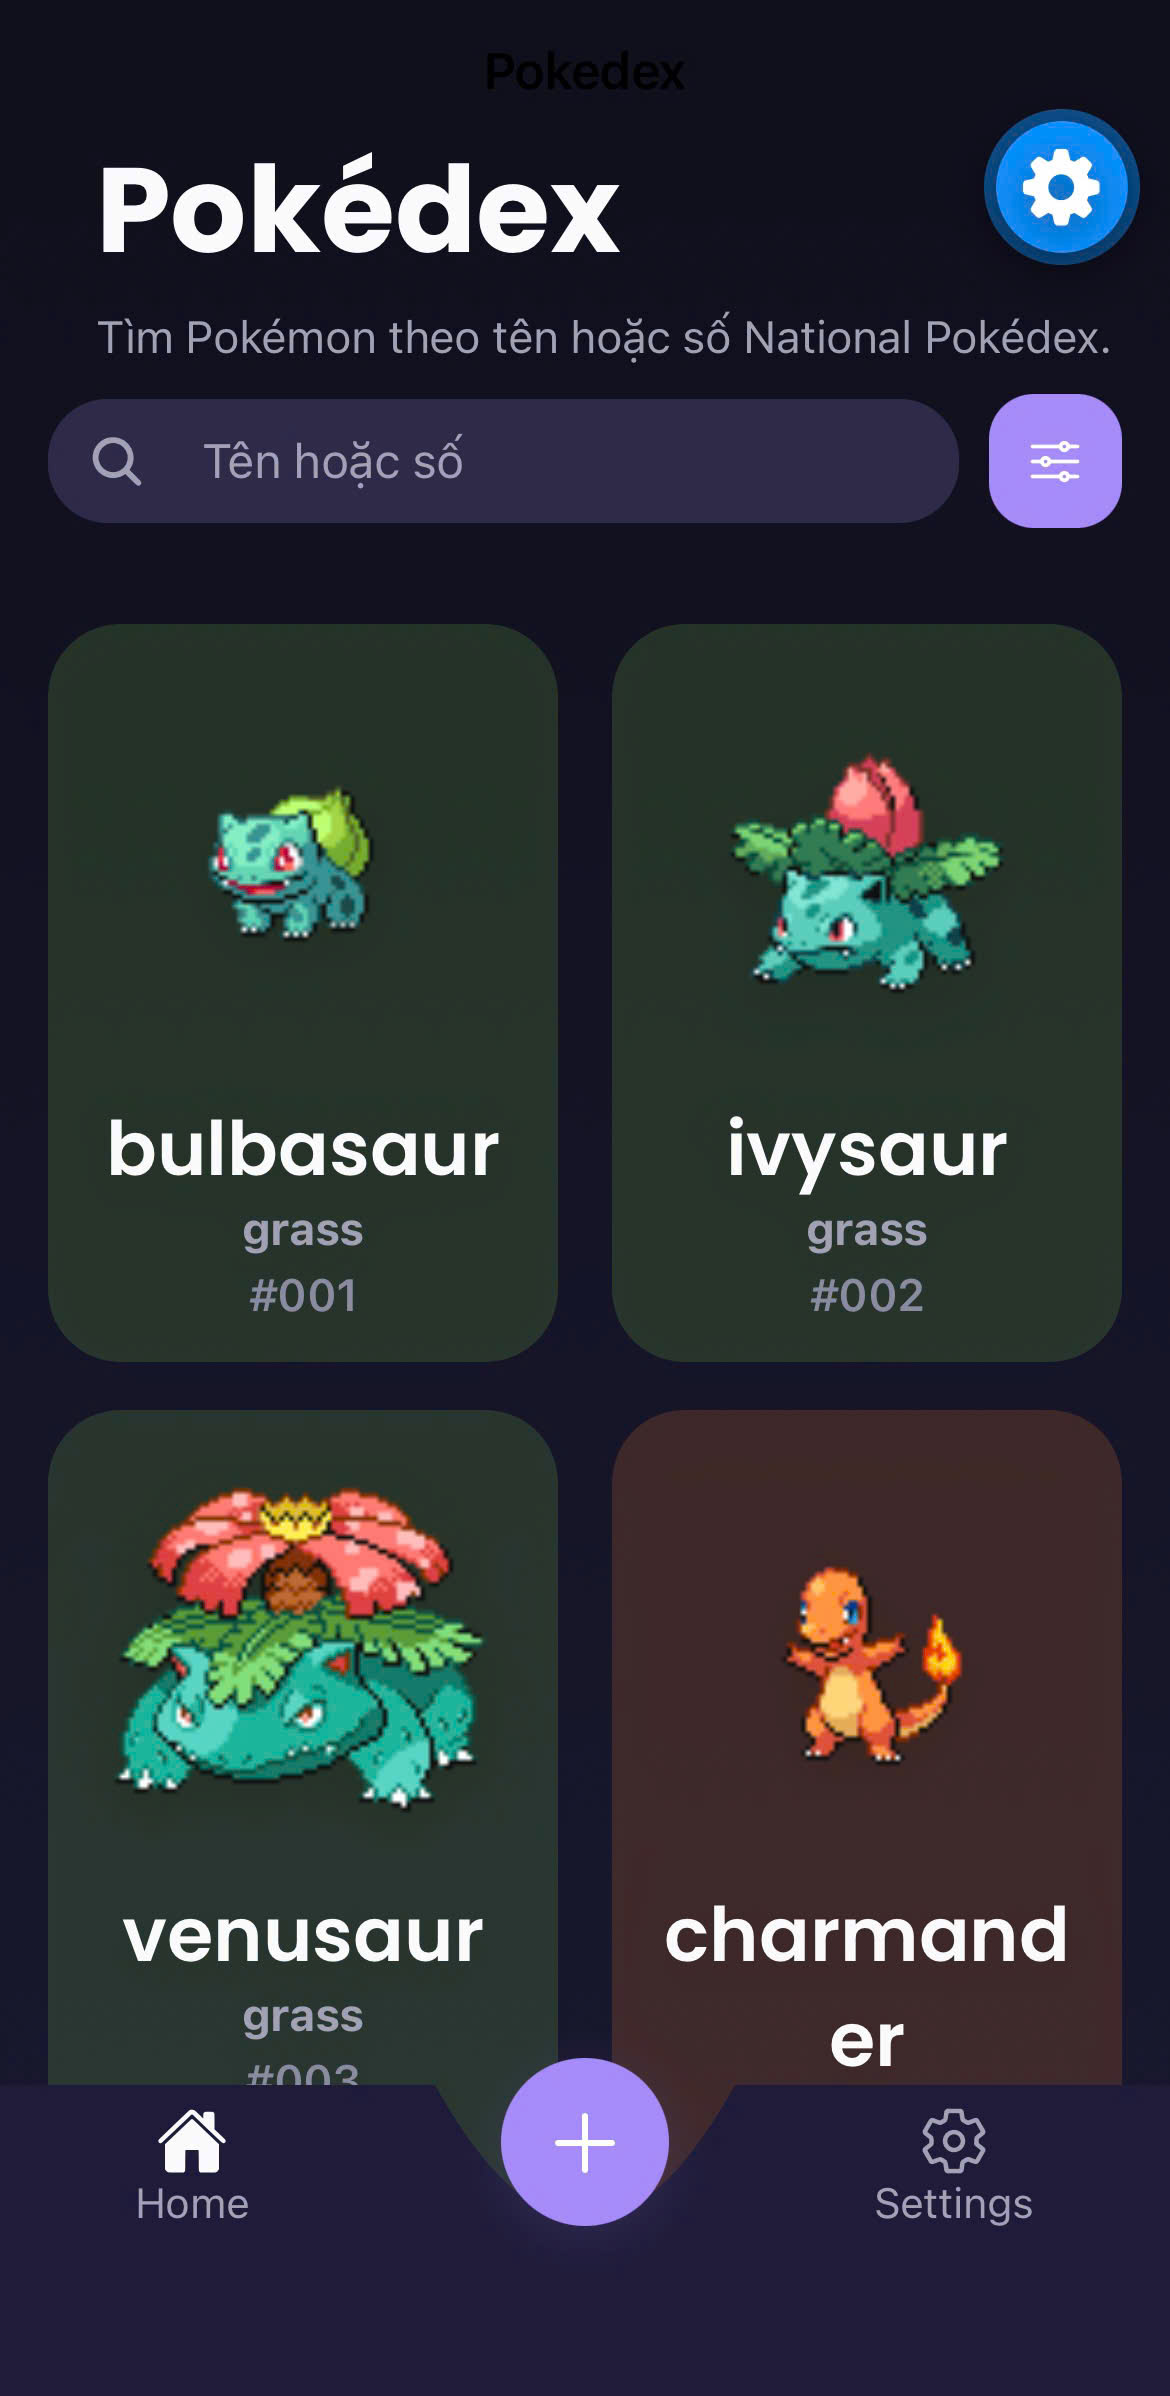 Pokedex
Pokédex
Tìm Pokémon theo tên hoặc số National Pokédex.
Tên hoặc số
bulbasaur
grass
#001
ivysaur
grass
#002
venusaur
grass
#003
charmand
er
Home
Settings